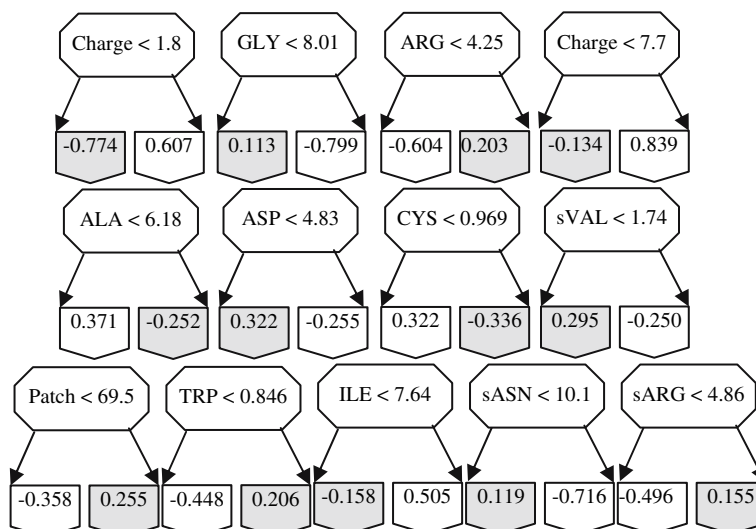 Charge < 1.8 GLY < 8.01 ARG < 4.25 Charge < 7.7
-0.774 0.607 0.113 -0.799 -0.604 0.203 -0.134 0.839
ALA < 6.18 ASP < 4.83 CYS < 0.969 sVAL < 1.74
0.371 -0.252 0.322 -0.255 0.322 -0.336 0.295 -0.250
Patch < 69.5 TRP < 0.846 ILE < 7.64 sASN < 10.1 sARG < 4.86
-0.358 0.255 -0.448 0.206 -0.158 0.505 0.119 -0.716 -0.496 0.155